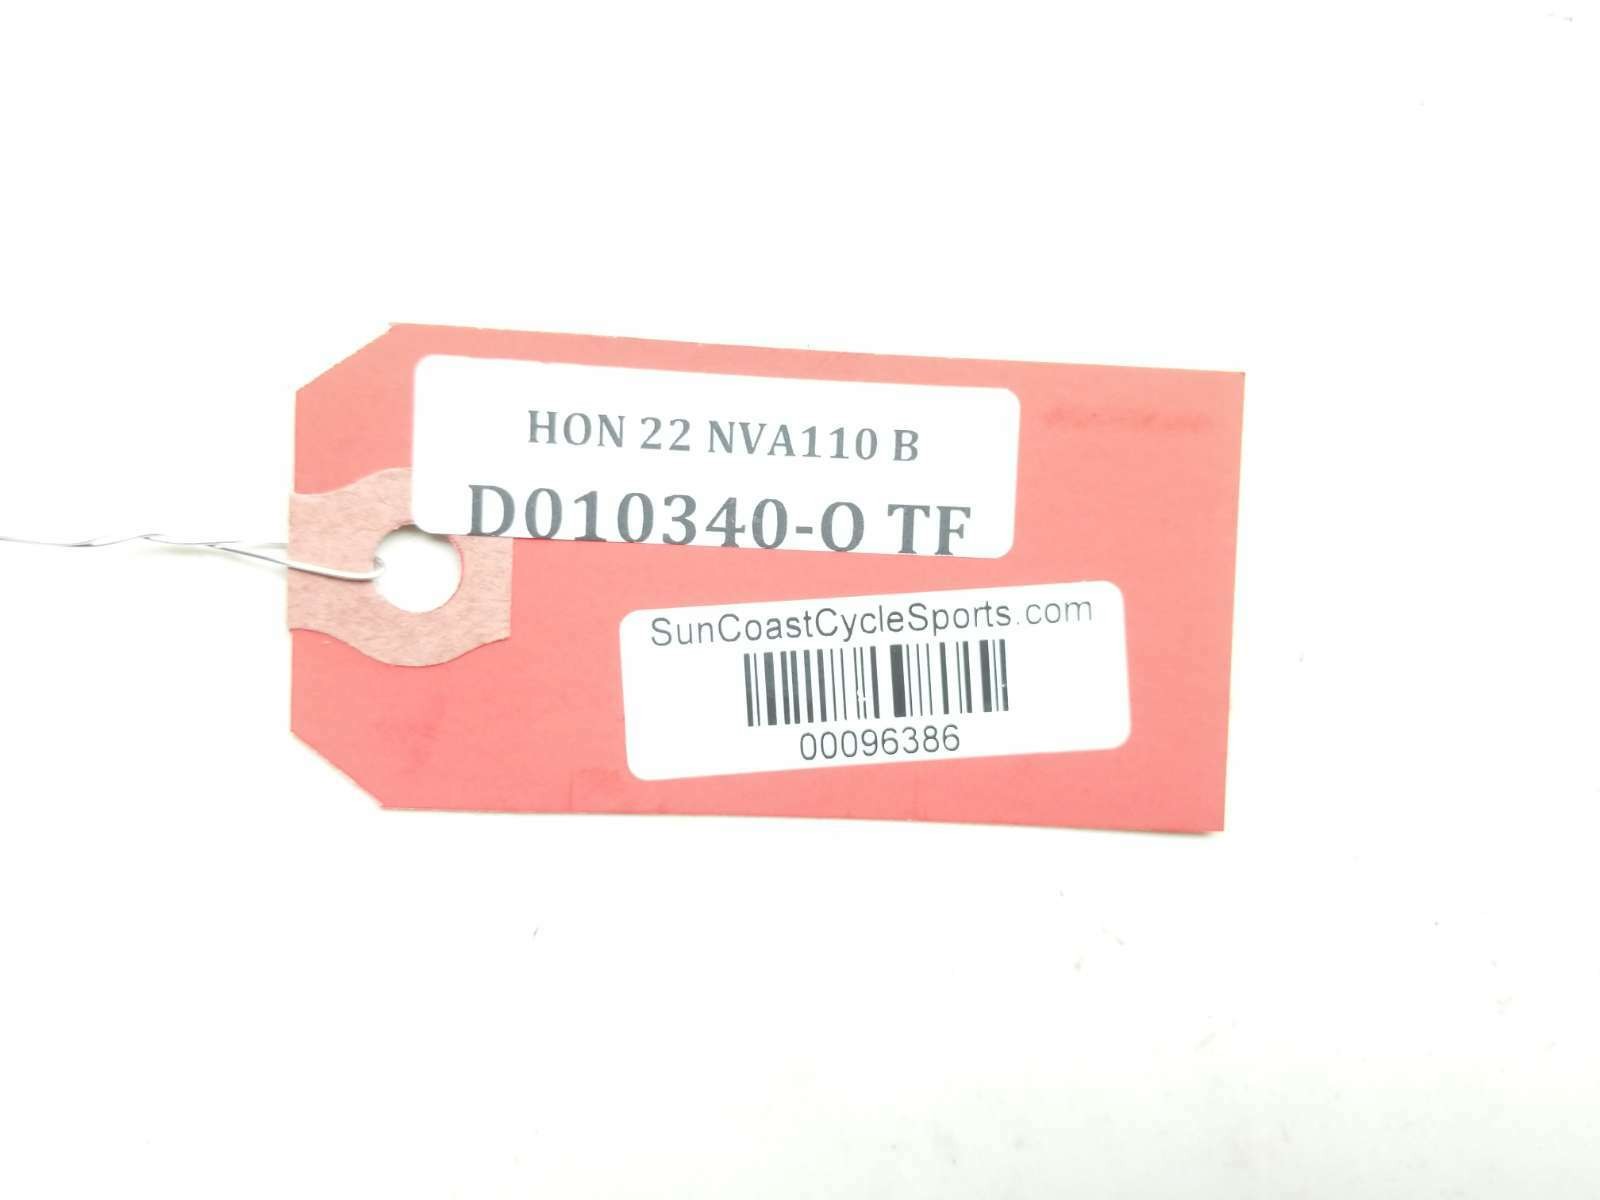 HON 22 NVA110 B
D010340-O TF
SunCoastCycleSports.com
00096386